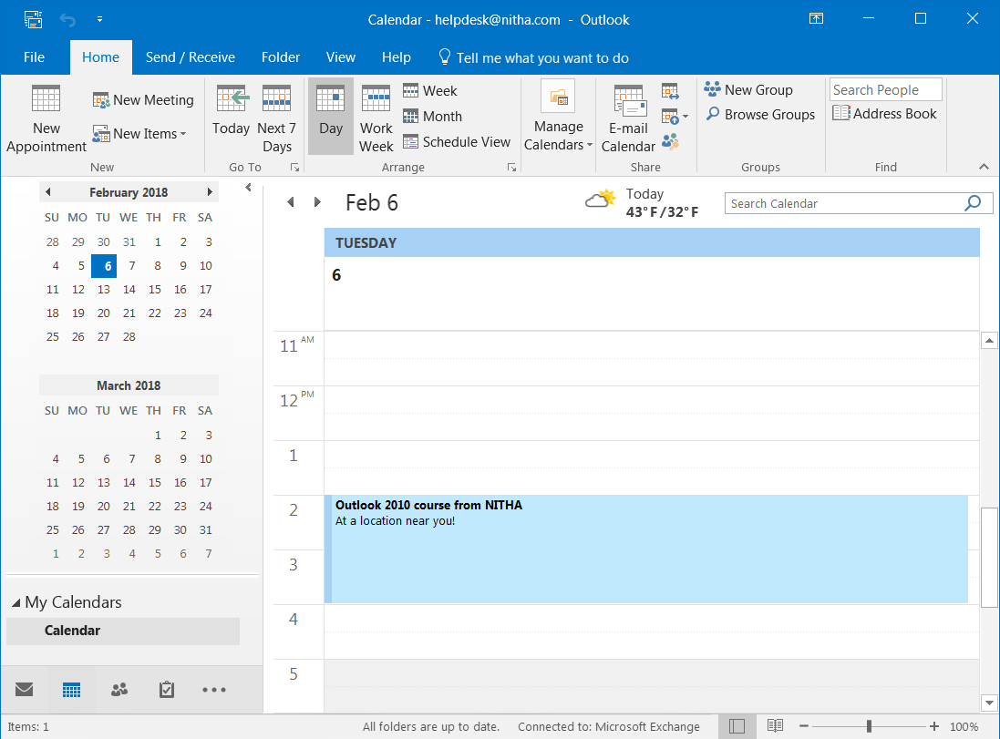 Calendar - helpdesk@nitha.com - Outlook
File Home Send / Receive Folder View Help Tell me what you want to do
New Appointment
New Meeting
New Items
New
Today
Next 7 Days
Go To
Day
Work Week
Week
Month
Schedule View
Arrange
Manage Calendars
E-mail Calendar
Share
New Group
Browse Groups
Groups
Search People
Address Book
Find
February 2018
SU MO TU WE TH FR SA
28 29 30 31 1 2 3
4 5 6 7 8 9 10
11 12 13 14 15 16 17
18 19 20 21 22 23 24
25 26 27 28
March 2018
SU MO TU WE TH FR SA
1 2 3
4 5 6 7 8 9 10
11 12 13 14 15 16 17
18 19 20 21 22 23 24
25 26 27 28 29 30 31
1 2 3 4 5 6 7
My Calendars
Calendar
Feb 6
Today
43° F / 32° F
Search Calendar
TUESDAY
6
11 AM
12 PM
1
2
Outlook 2010 course from NITHA
At a location near you!
3
4
5
Items: 1
All folders are up to date.
Connected to: Microsoft Exchange
100%